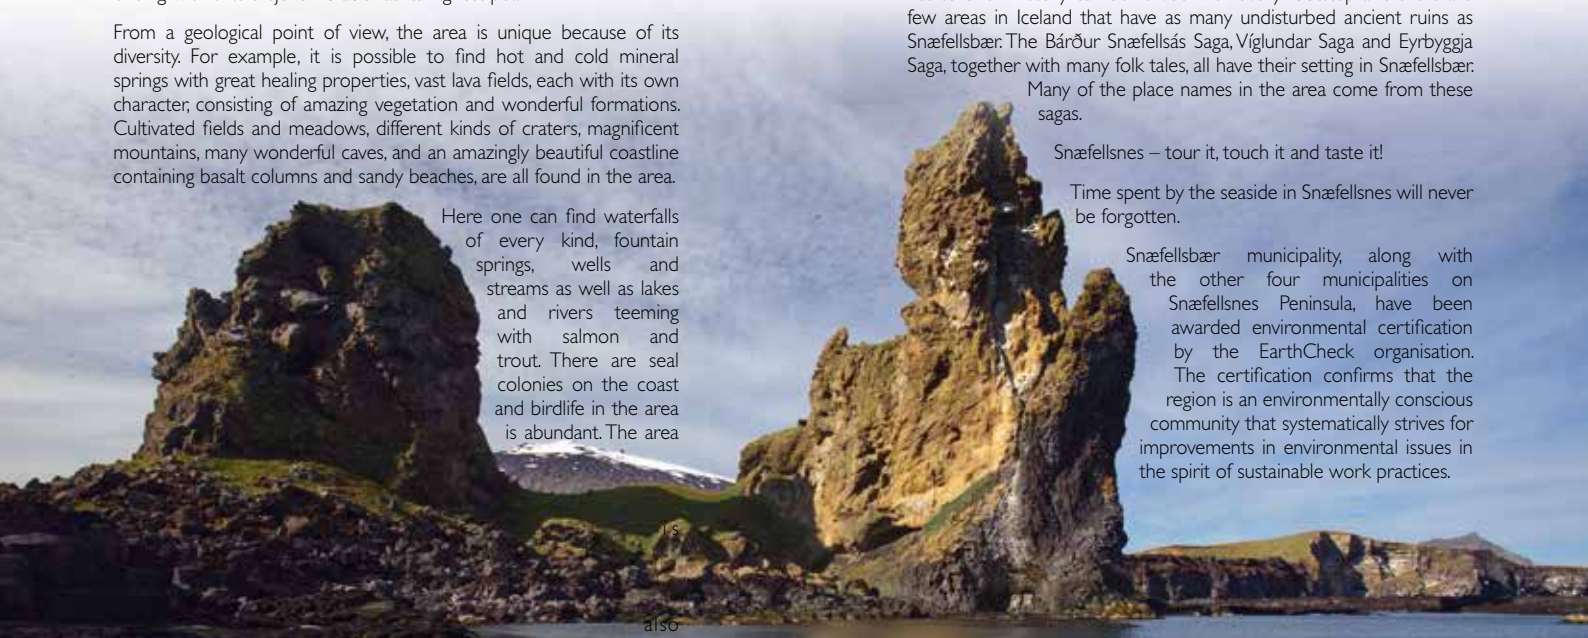 From a geological point of view, the area is unique because of its
diversity. For example, it is possible to find hot and cold mineral
springs with great healing properties, vast lava fields, each with its own
character, consisting of amazing vegetation and wonderful formations.
Cultivated fields and meadows, different kinds of craters, magnificent
mountains, many wonderful caves, and an amazingly beautiful coastline
containing basalt columns and sandy beaches, are all found in the area.
Here one can find waterfalls
of every kind, fountain
springs, wells and
streams as well as lakes
and rivers teeming
with salmon and
trout. There are seal
colonies on the coast
and birdlife in the area
is abundant. The area
is
also
few areas in Iceland that have as many undisturbed ancient ruins as
Snæfellsbær. The Bárður Snæfellsás Saga, Víglundar Saga and Eyrbyggja
Saga, together with many folk tales, all have their setting in Snæfellsbær.
Many of the place names in the area come from these
sagas.
Snæfellsnes – tour it, touch it and taste it!
Time spent by the seaside in Snæfellsnes will never
be forgotten.
Snæfellsbær municipality, along with
the other four municipalities on
Snæfellsnes Peninsula, have been
awarded environmental certification
by the EarthCheck organisation.
The certification confirms that the
region is an environmentally conscious
community that systematically strives for
improvements in environmental issues in
the spirit of sustainable work practices.